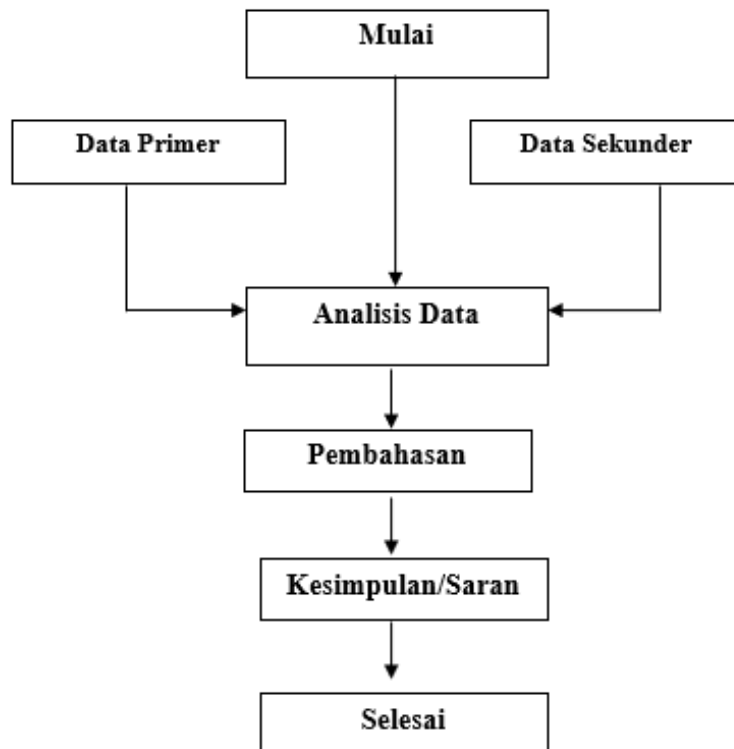 Mulai
Data Primer
Data Sekunder
Analisis Data
Pembahasan
Kesimpulan/Saran
Selesai